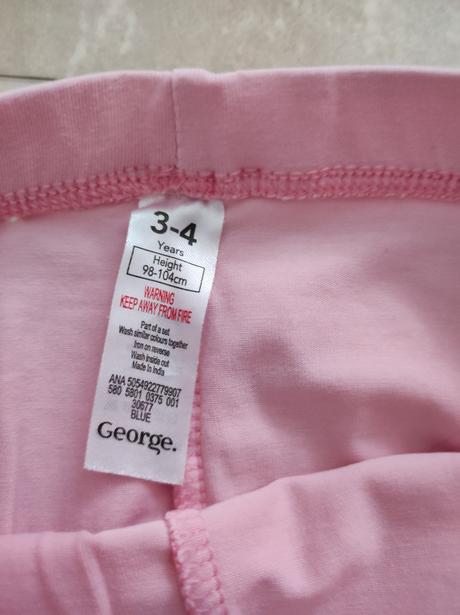 3-4
Years
Height
98-104cm
WARNING
KEEP AWAY FROM FIRE
Part of a set
Wash similar colours together
Iron on reverse
Wash inside out
Made In India
ANA 5054922779907
580 5801 0375 001
30677
BLUE
George.